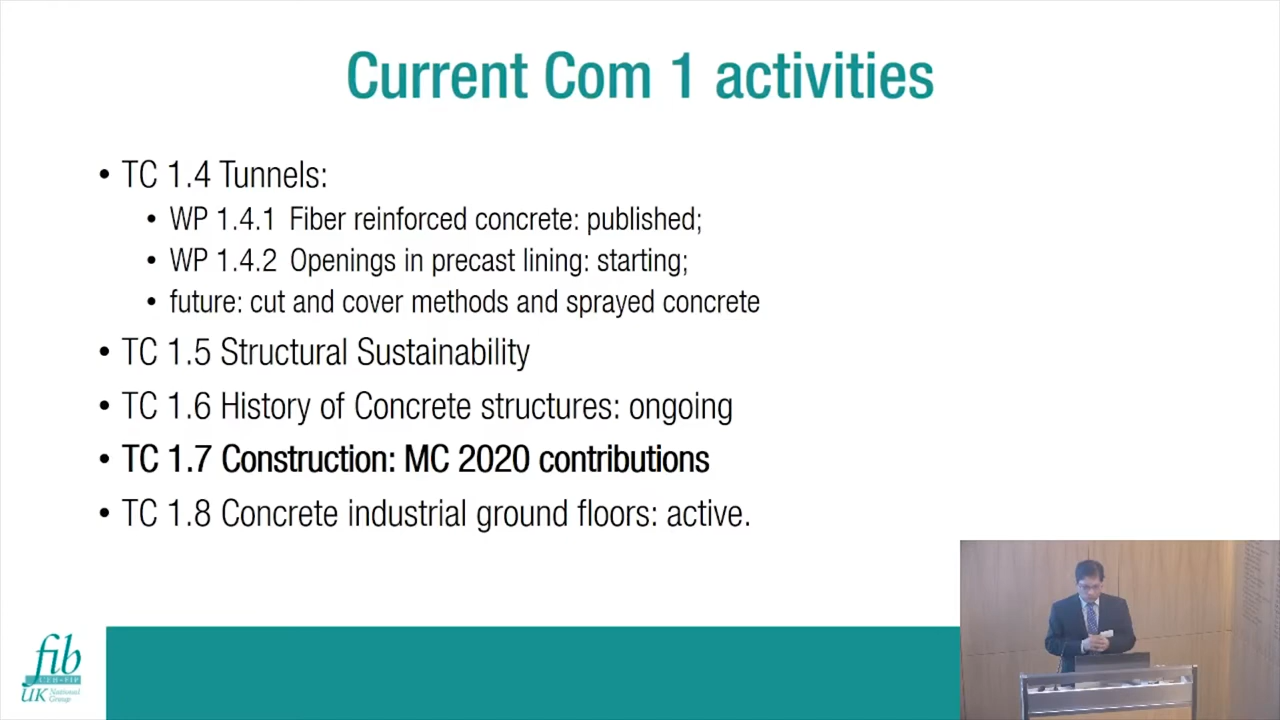 Current Com 1 activities
• TC 1.4 Tunnels:
• WP 1.4.1 Fiber reinforced concrete: published;
• WP 1.4.2 Openings in precast lining: starting;
• future: cut and cover methods and sprayed concrete
• TC 1.5 Structural Sustainability
• TC 1.6 History of Concrete structures: ongoing
• TC 1.7 Construction: MC 2020 contributions
• TC 1.8 Concrete industrial ground floors: active.
fib
CEB-FIP
UK National
Group